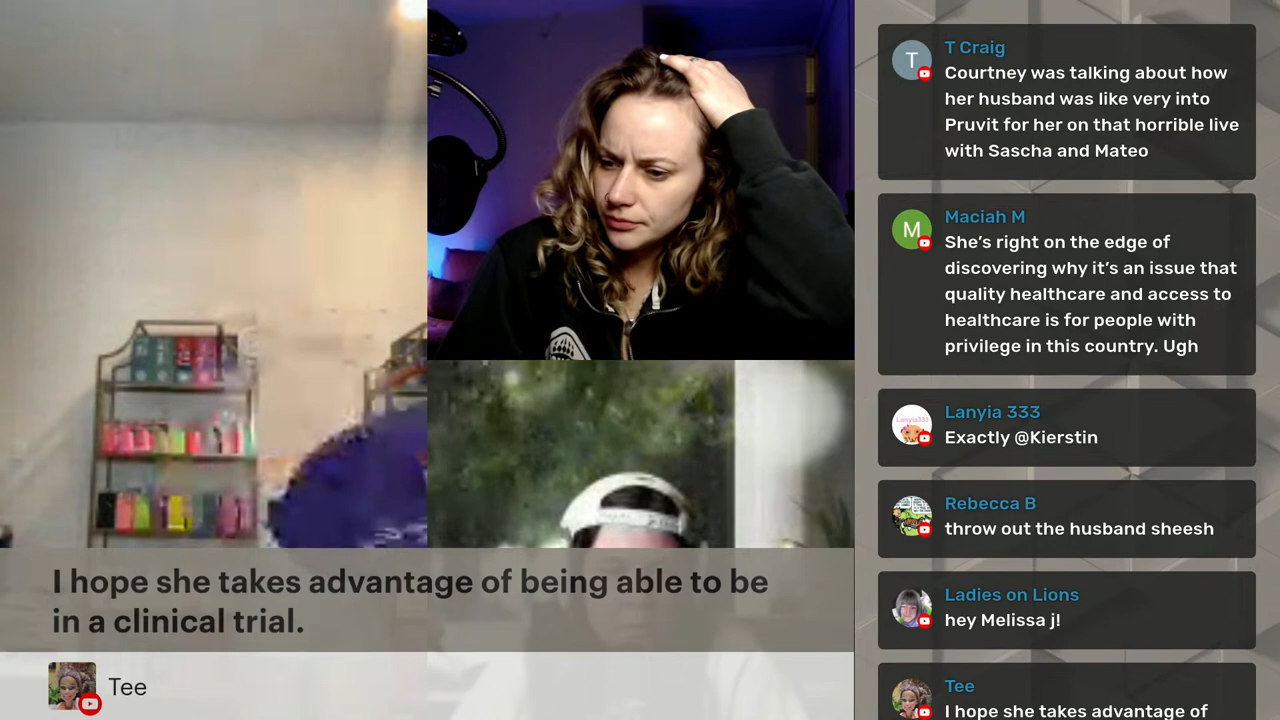 I hope she takes advantage of being able to be
in a clinical trial.
Tee
T
T Craig
Courtney was talking about how
her husband was like very into
Pruvit for her on that horrible live
with Sascha and Mateo
M
Maciah M
She's right on the edge of
discovering why it's an issue that
quality healthcare and access to
healthcare is for people with
privilege in this country. Ugh
Lanyia333
Lanyia 333
Exactly @Kierstin
Rebecca B
throw out the husband sheesh
Ladies on Lions
hey Melissa j!
Tee
I hope she takes advantage of